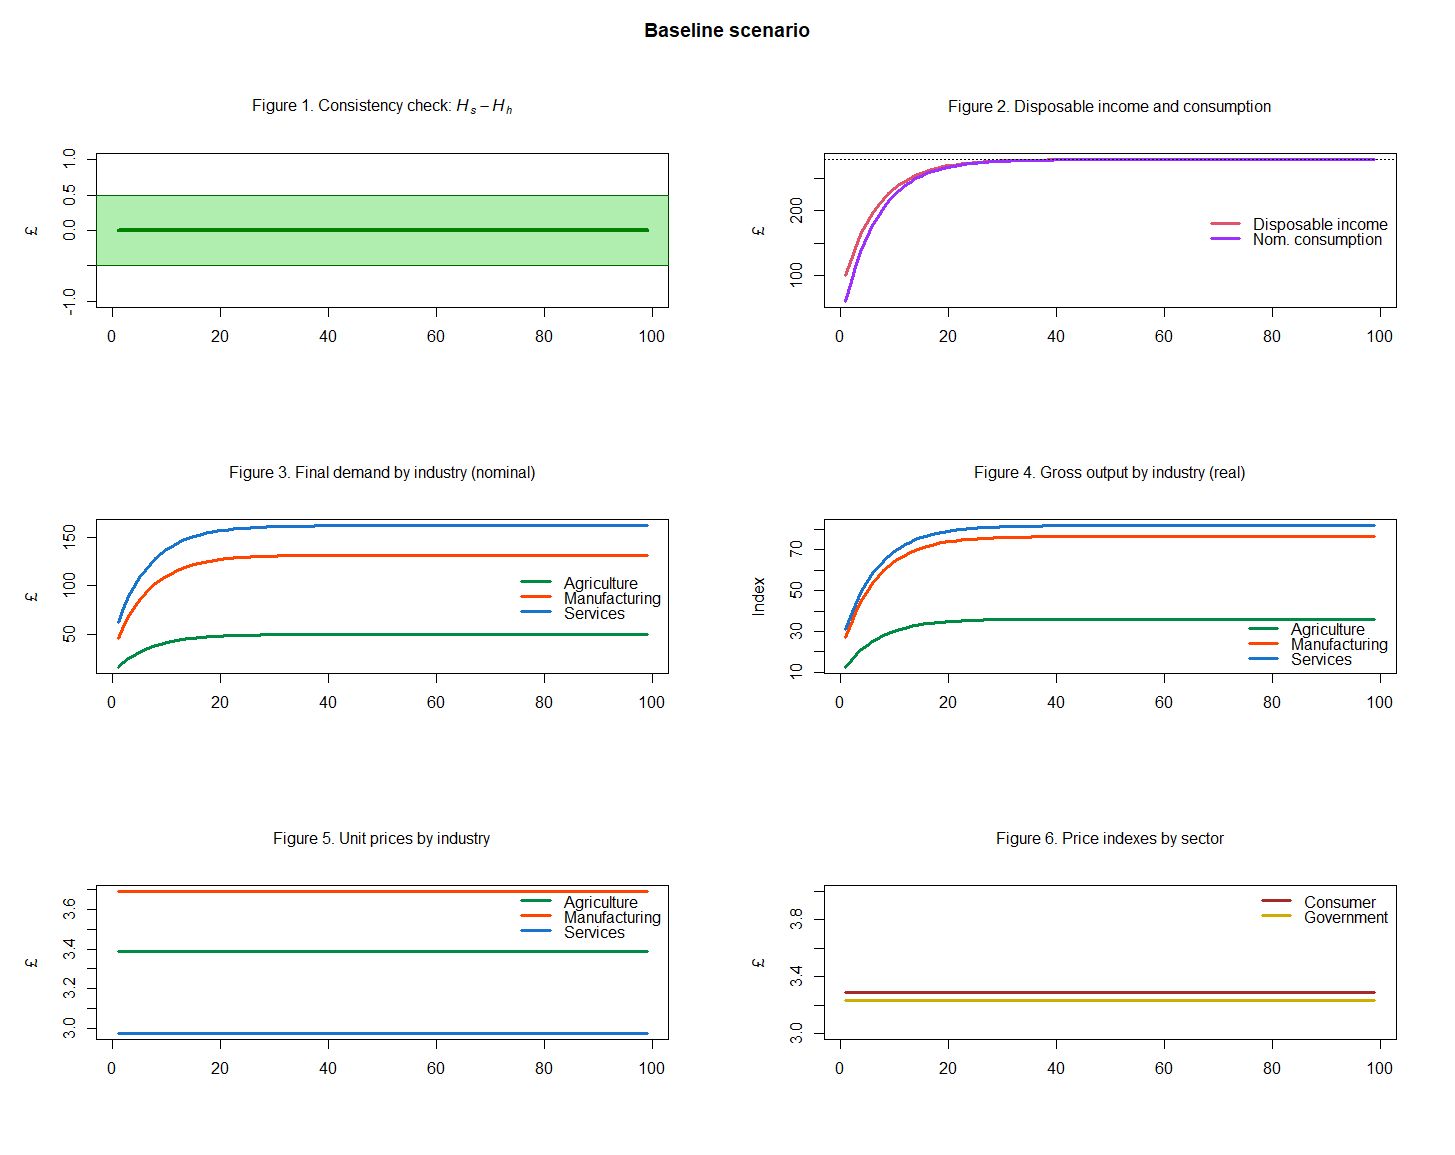 Baseline scenario
Figure 1. Consistency check: Hs − Hh
£
1.0
0.5
0.0
−1.0
0 20 40 60 80 100
Figure 2. Disposable income and consumption
£
200
100
Disposable income
Nom. consumption
0 20 40 60 80 100
Figure 3. Final demand by industry (nominal)
£
150
100
50
Agriculture
Manufacturing
Services
0 20 40 60 80 100
Figure 4. Gross output by industry (real)
Index
70
50
30
10
Agriculture
Manufacturing
Services
0 20 40 60 80 100
Figure 5. Unit prices by industry
£
3.6
3.4
3.2
3.0
Agriculture
Manufacturing
Services
0 20 40 60 80 100
Figure 6. Price indexes by sector
£
3.8
3.4
3.0
Consumer
Government
0 20 40 60 80 100